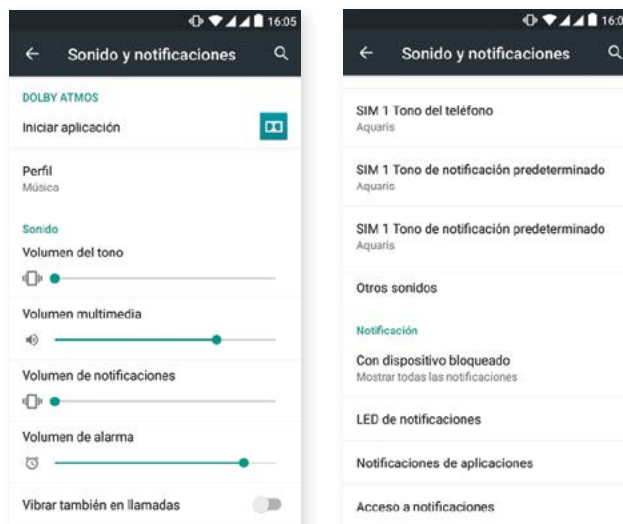 16:05
Sonido y notificaciones
DOLBY ATMOS
Iniciar aplicación
Perfil
Música
Sonido
Volumen del tono
Volumen multimedia
Volumen de notificaciones
Volumen de alarma
Vibrar también en llamadas
16:0
Sonido y notificaciones
SIM 1 Tono del teléfono
Aquaris
SIM 1 Tono de notificación predeterminado
Aquaris
SIM 1 Tono de notificación predeterminado
Aquaris
Otros sonidos
Notificación
Con dispositivo bloqueado
Mostrar todas las notificaciones
LED de notificaciones
Notificaciones de aplicaciones
Acceso a notificaciones